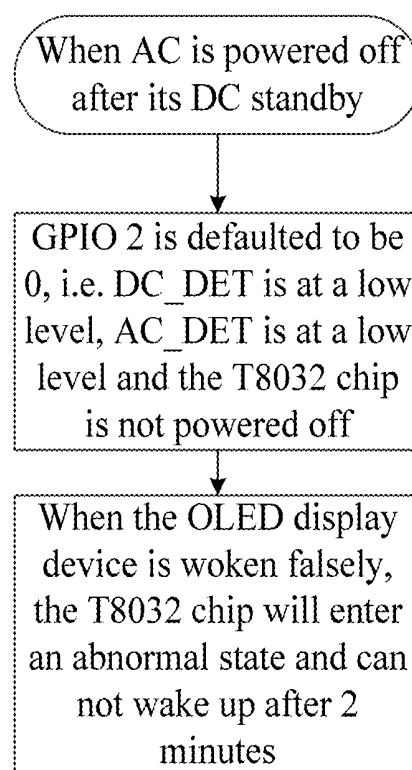 When AC is powered off
after its DC standby
GPIO 2 is defaulted to be
0, i.e. DC_DET is at a low
level, AC_DET is at a low
level and the T8032 chip
is not powered off
When the OLED display
device is woken falsely,
the T8032 chip will enter
an abnormal state and can
not wake up after 2
minutes